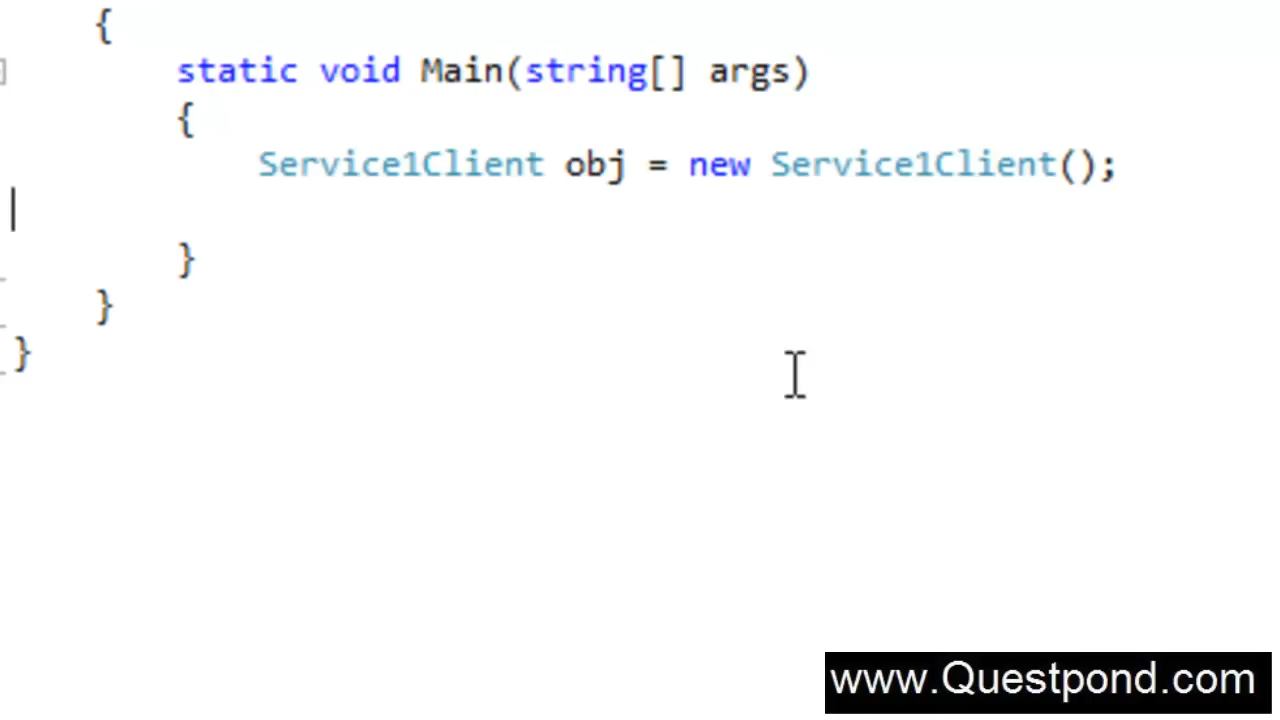 {
static void Main(string[] args)
{
Service1Client obj = new Service1Client();
}
}
}
www.Questpond.com